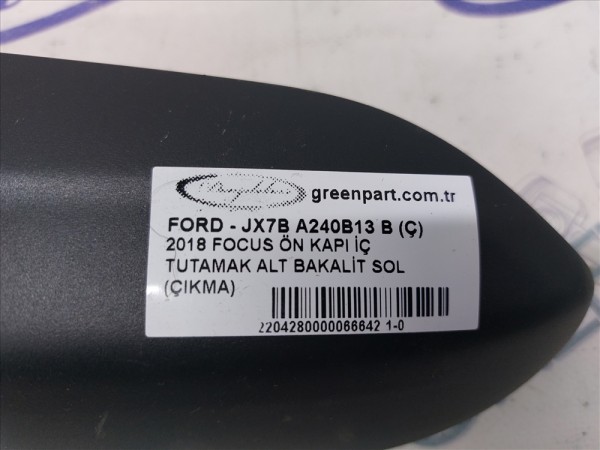 greenpart.com.tr
FORD - JX7B A240B13 B (Ç)
2018 FOCUS ÖN KAPI İÇ
TUTAMAK ALT BAKALİT SOL
(ÇIKMA)
2204280000066642 1-0